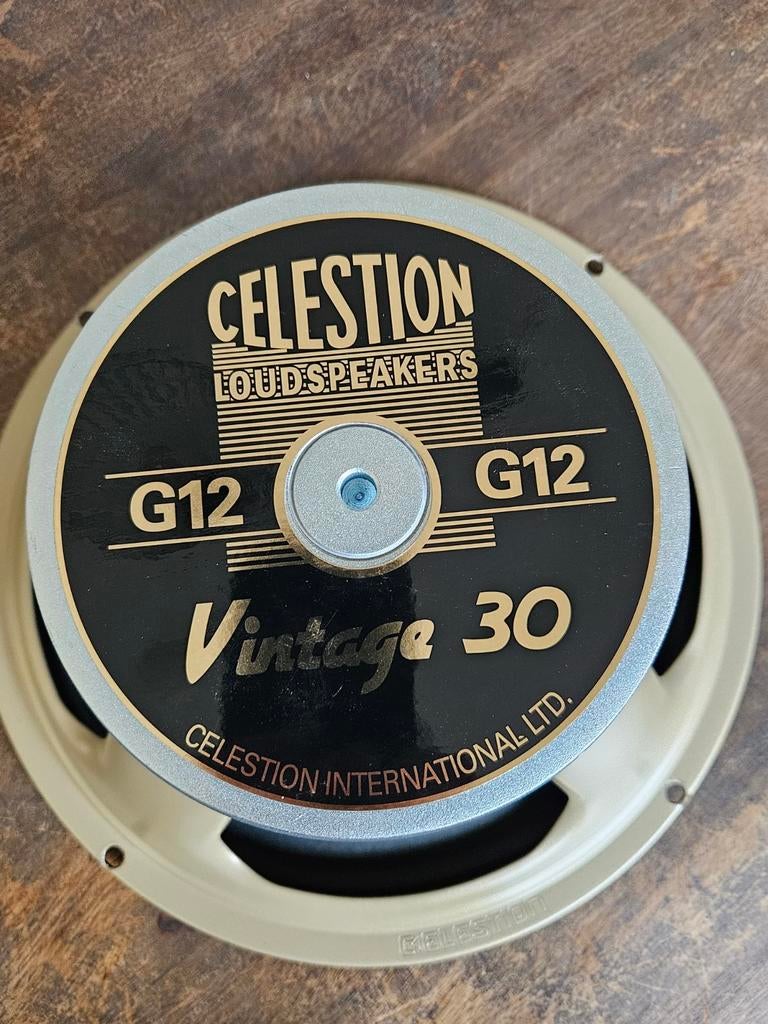 CELESTION
LOUDSPEAKERS
G12 G12
Vintage 30
CELESTION INTERNATIONAL LTD.
CELESTION